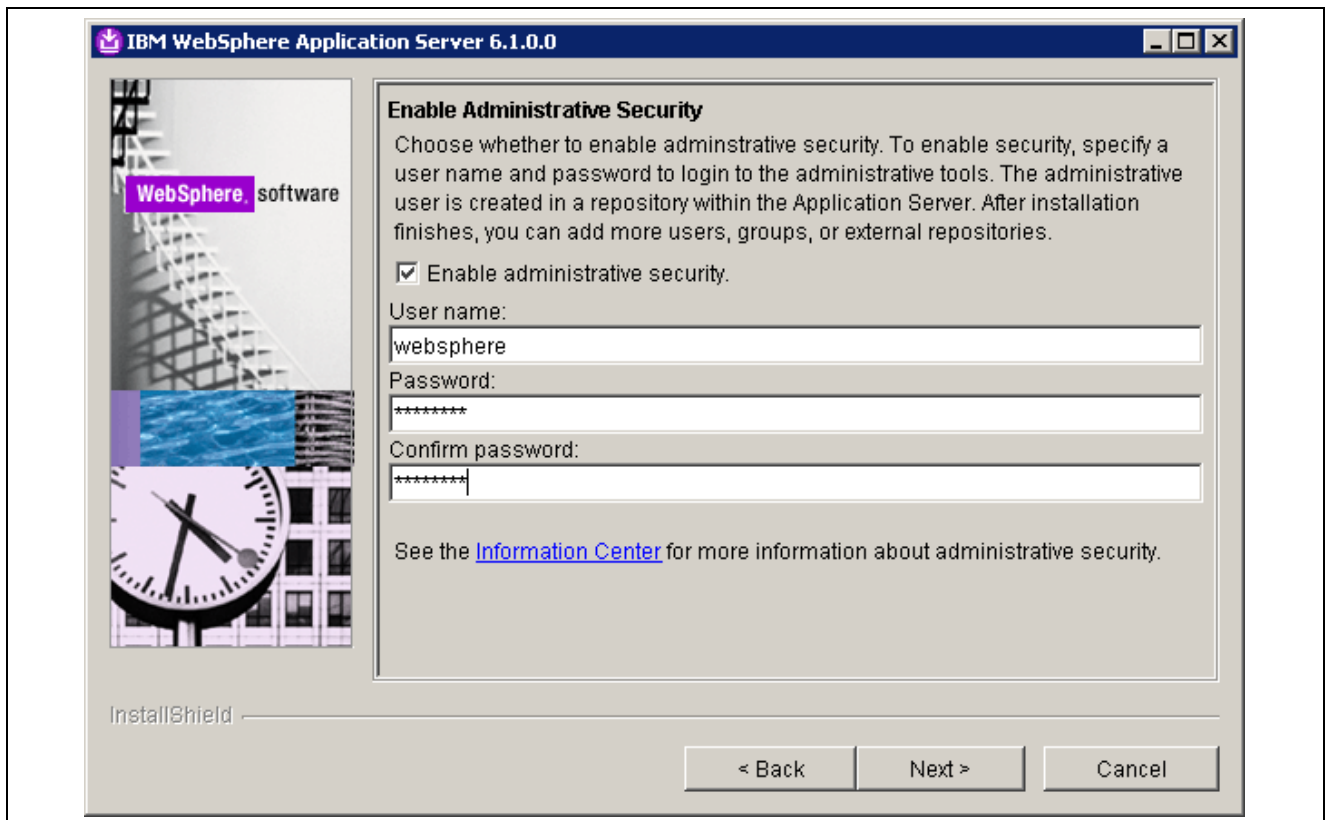 IBM WebSphere Application Server 6.1.0.0
WebSphere. software
Enable Administrative Security
Choose whether to enable adminstrative security. To enable security, specify a
user name and password to login to the administrative tools. The administrative
user is created in a repository within the Application Server. After installation
finishes, you can add more users, groups, or external repositories.
Enable administrative security.
User name:
websphere
Password:
********
Confirm password:
********
See the Information Center for more information about administrative security.
InstallShield
< Back
Next >
Cancel